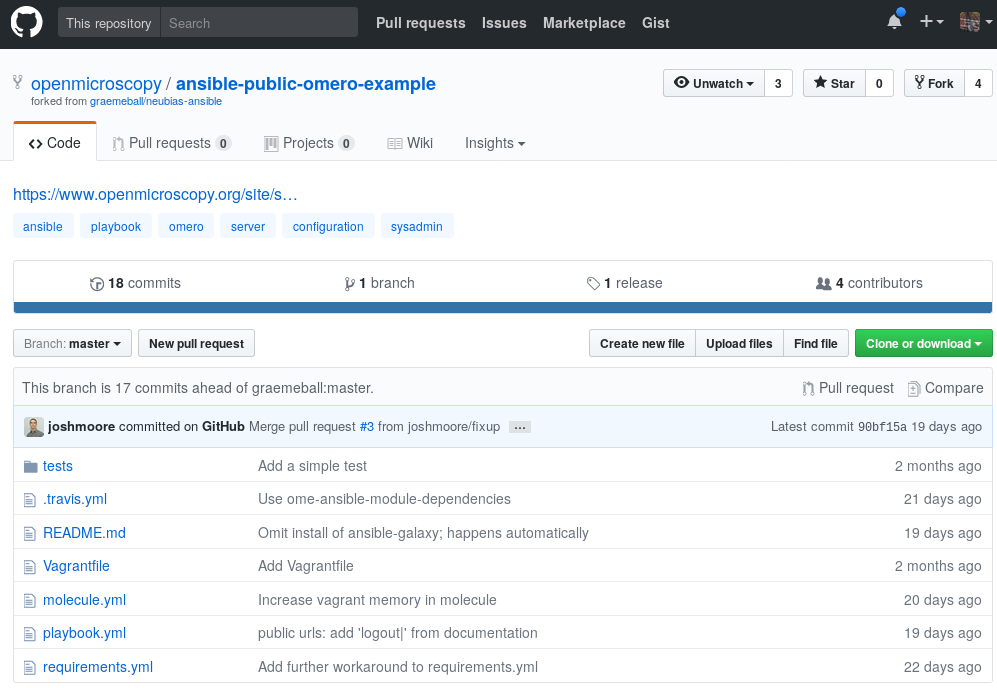 This repository Search Pull requests Issues Marketplace Gist
openmicroscopy / ansible-public-omero-example Unwatch 3 Star 0 Fork 4
forked from graemeball/neubias-ansible
Code Pull requests 0 Projects 0 Wiki Insights
https://www.openmicroscopy.org/site/s…
ansible playbook omero server configuration sysadmin
18 commits 1 branch 1 release 4 contributors
Branch: master New pull request Create new file Upload files Find file Clone or download
This branch is 17 commits ahead of graemeball:master. Pull request Compare
joshmoore committed on GitHub Merge pull request #3 from joshmoore/fixup … Latest commit 90bf15a 19 days ago
tests Add a simple test 2 months ago
.travis.yml Use ome-ansible-module-dependencies 21 days ago
README.md Omit install of ansible-galaxy; happens automatically 19 days ago
Vagrantfile Add Vagrantfile 2 months ago
molecule.yml Increase vagrant memory in molecule 20 days ago
playbook.yml public urls: add 'logout|' from documentation 19 days ago
requirements.yml Add further workaround to requirements.yml 22 days ago